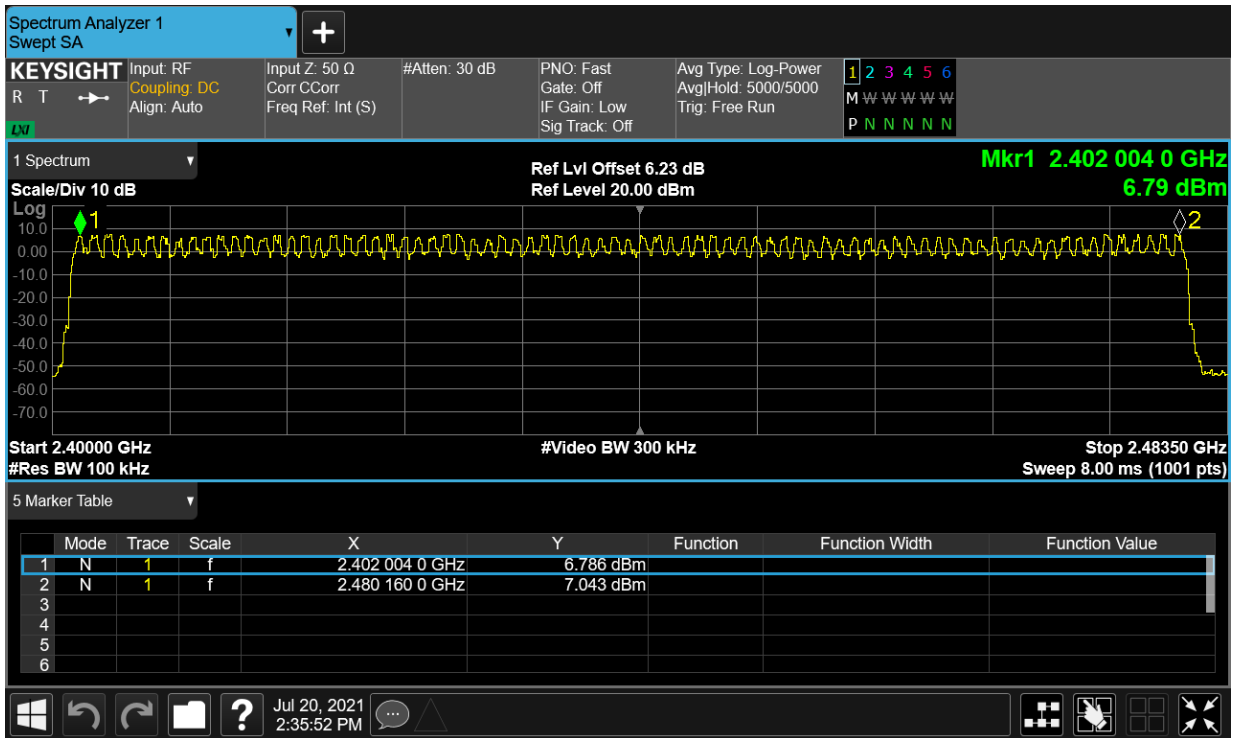 Spectrum Analyzer 1
Swept SA
▼
+
KEYSIGHT
R T
LXI
Input: RF
Coupling: DC
Align: Auto
Input Z: 50 Ω
Corr CCorr
Freq Ref: Int (S)
#Atten: 30 dB
PNO: Fast
Gate: Off
IF Gain: Low
Sig Track: Off
Avg Type: Log-Power
Avg|Hold: 5000/5000
Trig: Free Run
1 2 3 4 5 6
M W W W W W
P N N N N N
1 Spectrum ▼
Scale/Div 10 dB
Ref Lvl Offset 6.23 dB
Ref Level 20.00 dBm
Mkr1 2.402 004 0 GHz
6.79 dBm
Log
1
2
10.0
0.00
-10.0
-20.0
-30.0
-40.0
-50.0
-60.0
-70.0
Start 2.40000 GHz
#Video BW 300 kHz
Stop 2.48350 GHz
#Res BW 100 kHz
Sweep 8.00 ms (1001 pts)
5 Marker Table ▼
Mode Trace Scale X Y Function Function Width Function Value
1 N 1 f 2.402 004 0 GHz 6.786 dBm
2 N 1 f 2.480 160 0 GHz 7.043 dBm
3
4
5
6
?
Jul 20, 2021
2:35:52 PM